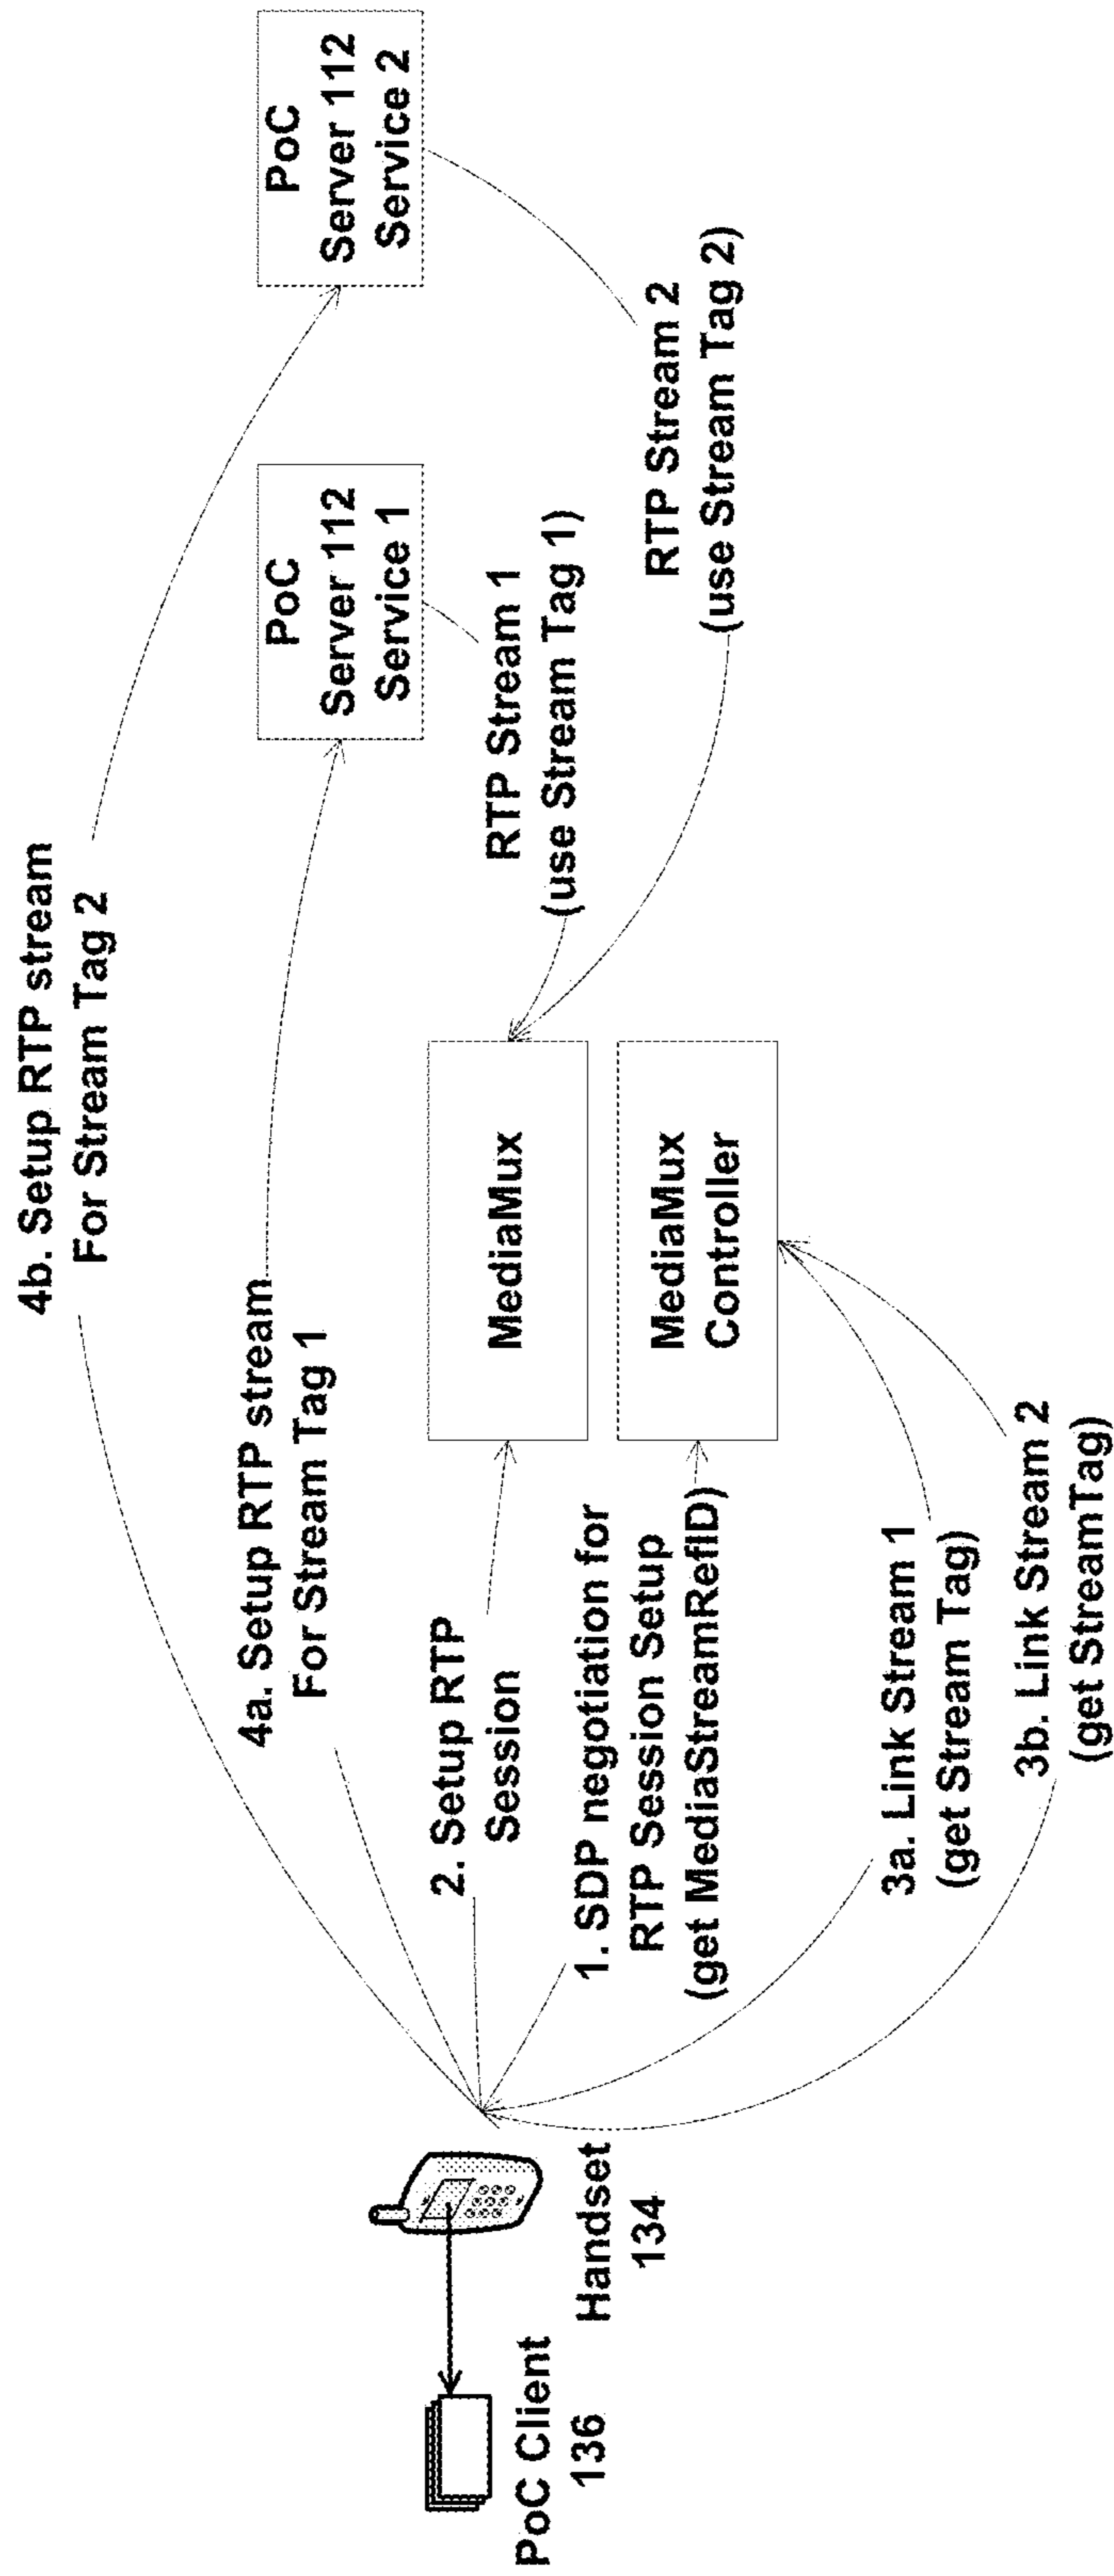 4b. Setup RTP stream
For Stream Tag 2
4a. Setup RTP stream
For Stream Tag 1
PoC
Server 112
Service 1
PoC
Server 112
Service 2
2. Setup RTP
Session
MediaMux
RTP Stream 1
(use Stream Tag 1)
1. SDP negotiation for
RTP Session Setup
(get MediaStreamRefID)
MediaMux
Controller
RTP Stream 2
(use Stream Tag 2)
PoC Client
136
Handset
134
3a. Link Stream 1
(get Stream Tag)
3b. Link Stream 2
(get StreamTag)